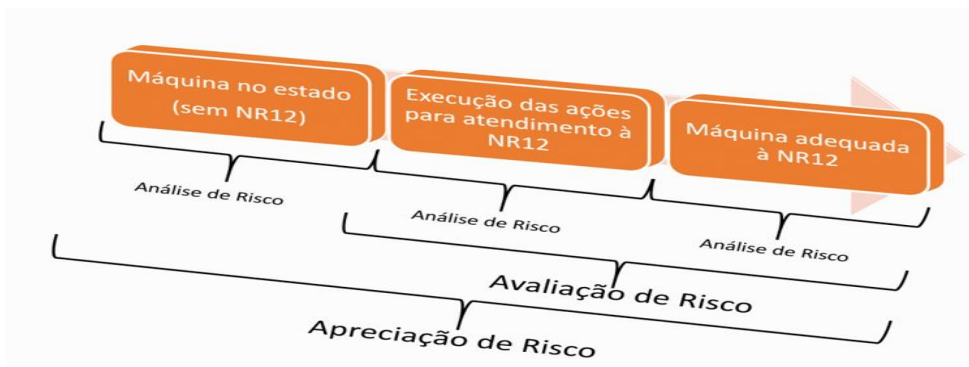 Máquina no estado
(sem NR12)
Execução das ações
para atendimento à
NR12
Máquina adequada
à NR12
Análise de Risco
Análise de Risco
Análise de Risco
Avaliação de Risco
Apreciação de Risco